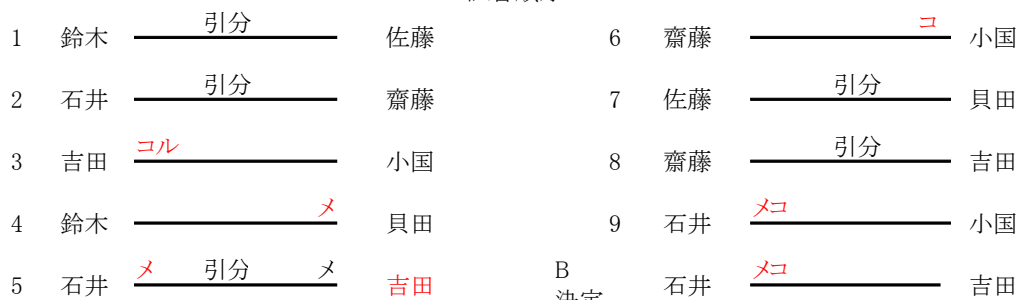 1 鈴木 引分 佐藤
2 石井 引分 齋藤
3 吉田 コル 小国
4 鈴木 メ 貝田
5 石井 メ 引分 メ 吉田
6 齋藤 コ 小国
7 佐藤 引分 貝田
8 齋藤 引分 吉田
9 石井 メコ 小国
B
石井 メコ 吉田